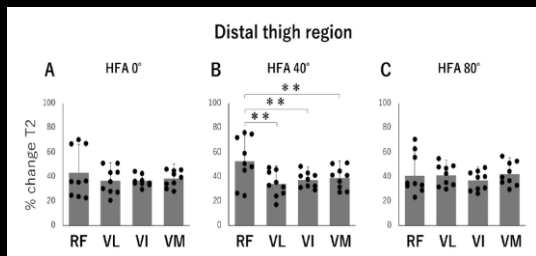 Distal thigh region
A HFA 0° B HFA 40° C HFA 80°
% change T2
100 100 100
80 80 80
60 60 60
40 40 40
20 20 20
0 0 0
**
**
**
RF VL VI VM RF VL VI VM RF VL VI VM